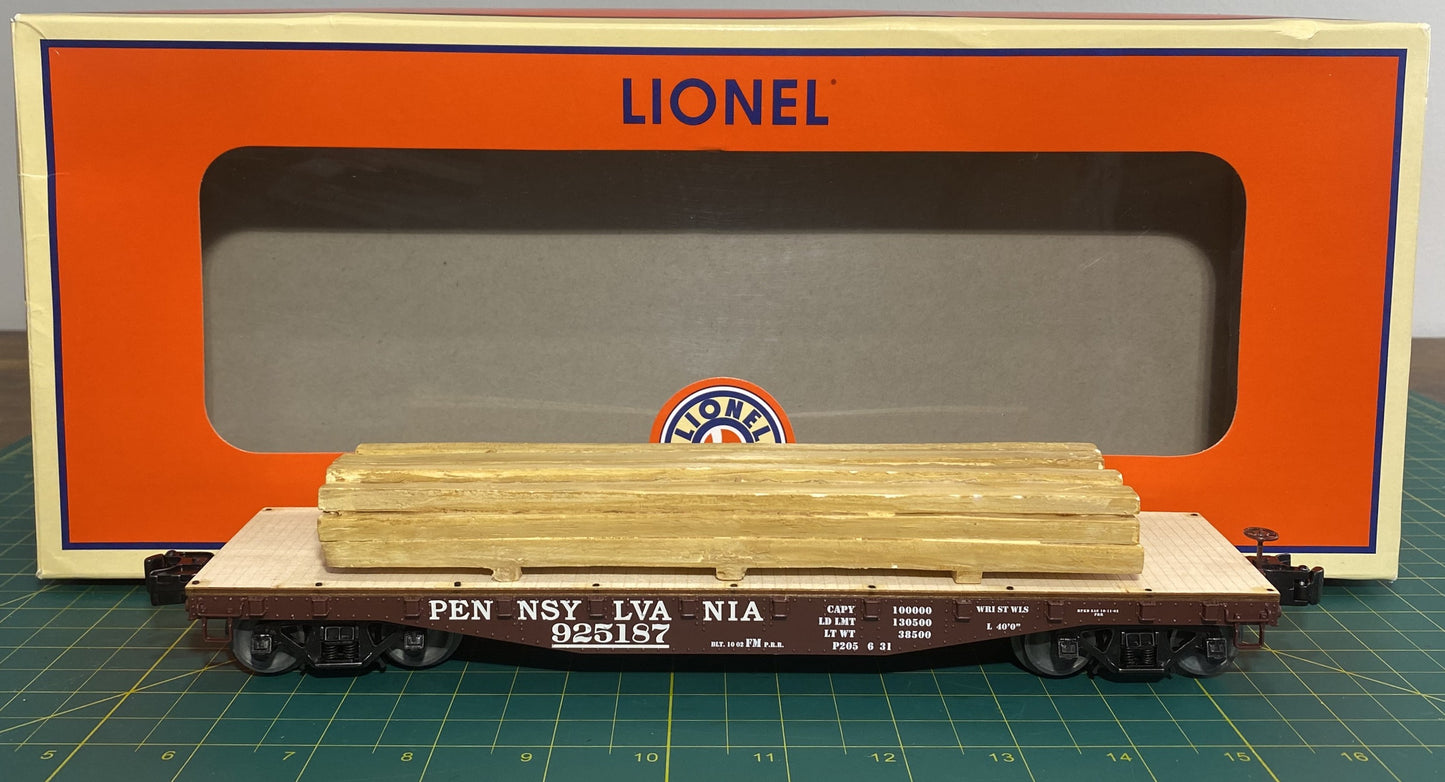 LIONEL
LIONEL
PEN NSY LVA NIA
925187
BLT. 10 02 FM P.R.R.
CAPY 100000
LD LMT 130500
LT WT 38500
P205 6 31
WRI ST WLS
L 40'0"
5 6 7 8 9 10 11 12 13 14 15 16